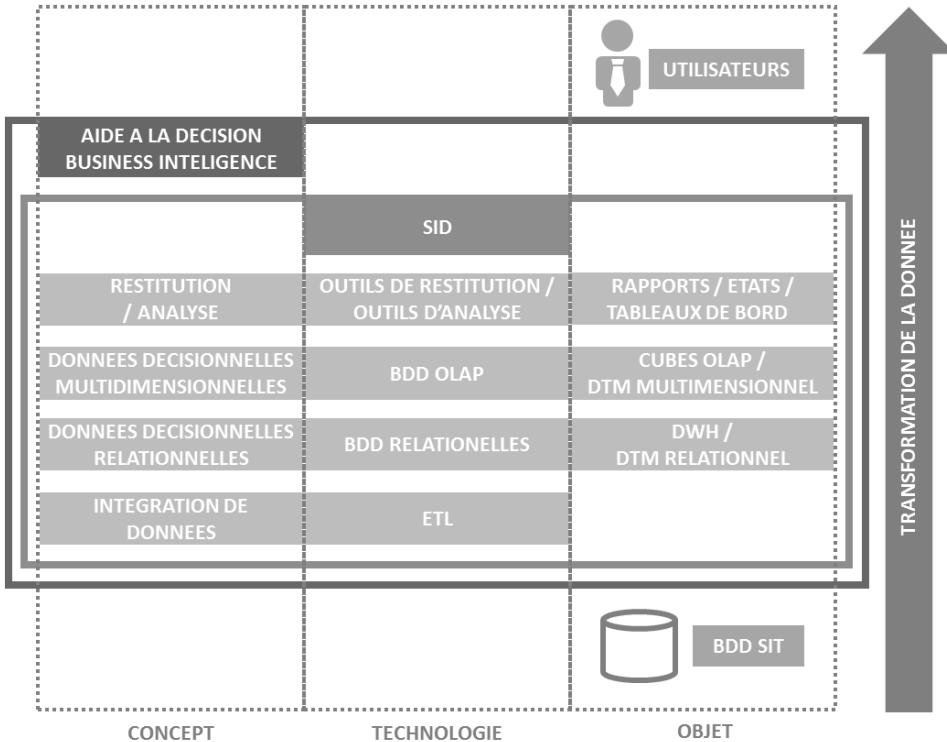 UTILISATEURS
AIDE A LA DECISION
BUSINESS INTELIGENCE
SID
RESTITUTION
/ ANALYSE
OUTILS DE RESTITUTION /
OUTILS D'ANALYSE
RAPPORTS / ETATS /
TABLEAUX DE BORD
DONNEES DECISIONNELLES
MULTIDIMENSIONNELLES
BDD OLAP
CUBES OLAP /
DTM MULTIMENSIONNEL
DONNEES DECISIONNELLES
RELATIONNELLES
BDD RELATIONELLES
DWH /
DTM RELATIONNEL
INTEGRATION DE
DONNEES
ETL
BDD SIT
CONCEPT
TECHNOLOGIE
OBJET
TRANSFORMATION DE LA DONNEE